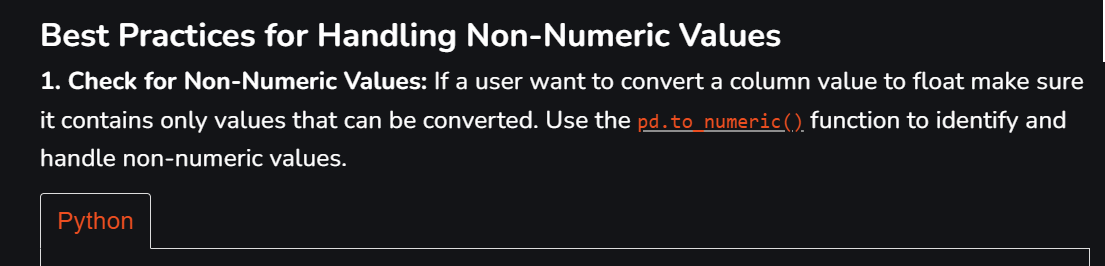 Best Practices for Handling Non-Numeric Values
1. Check for Non-Numeric Values: If a user want to convert a column value to float make sure
it contains only values that can be converted. Use the pd.to_numeric() function to identify and
handle non-numeric values.
Python